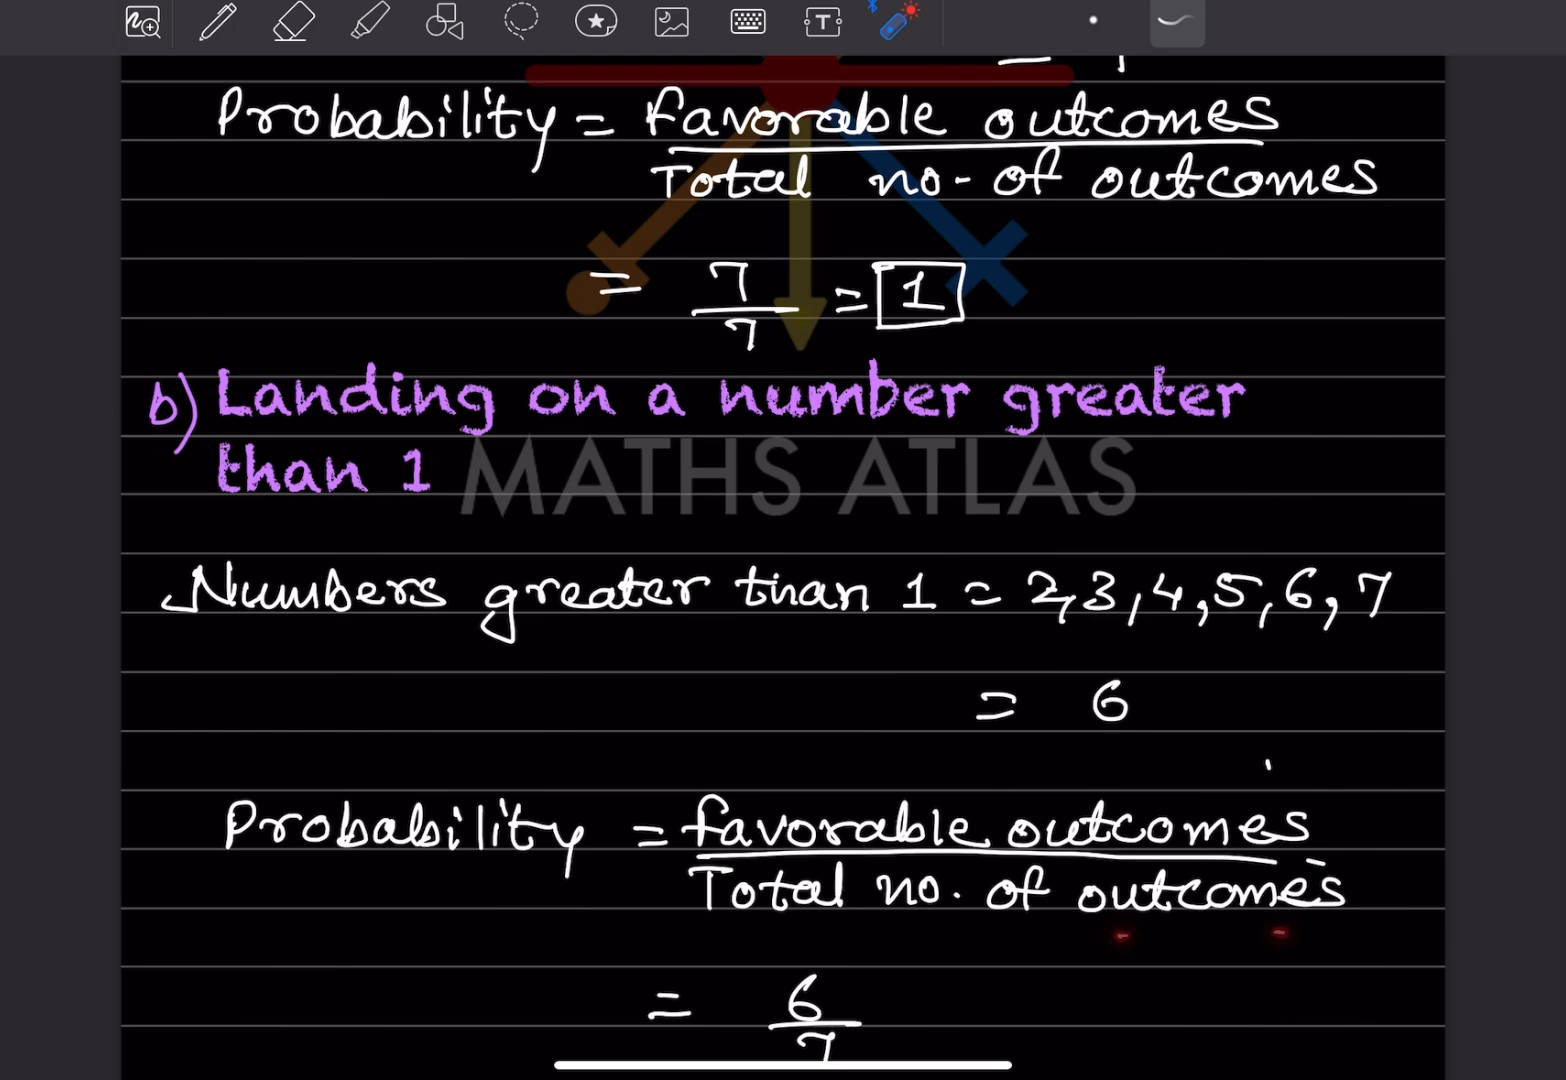 = 7
Probability = favorable outcomes
Total no. of outcomes
= 7
7
= 1
b) Landing on a number greater
than 1
MATHS ATLAS
Numbers greater than 1 = 2,3,4,5,6,7
= 6
Probability = favorable outcomes
Total no. of outcomes
= 6
7